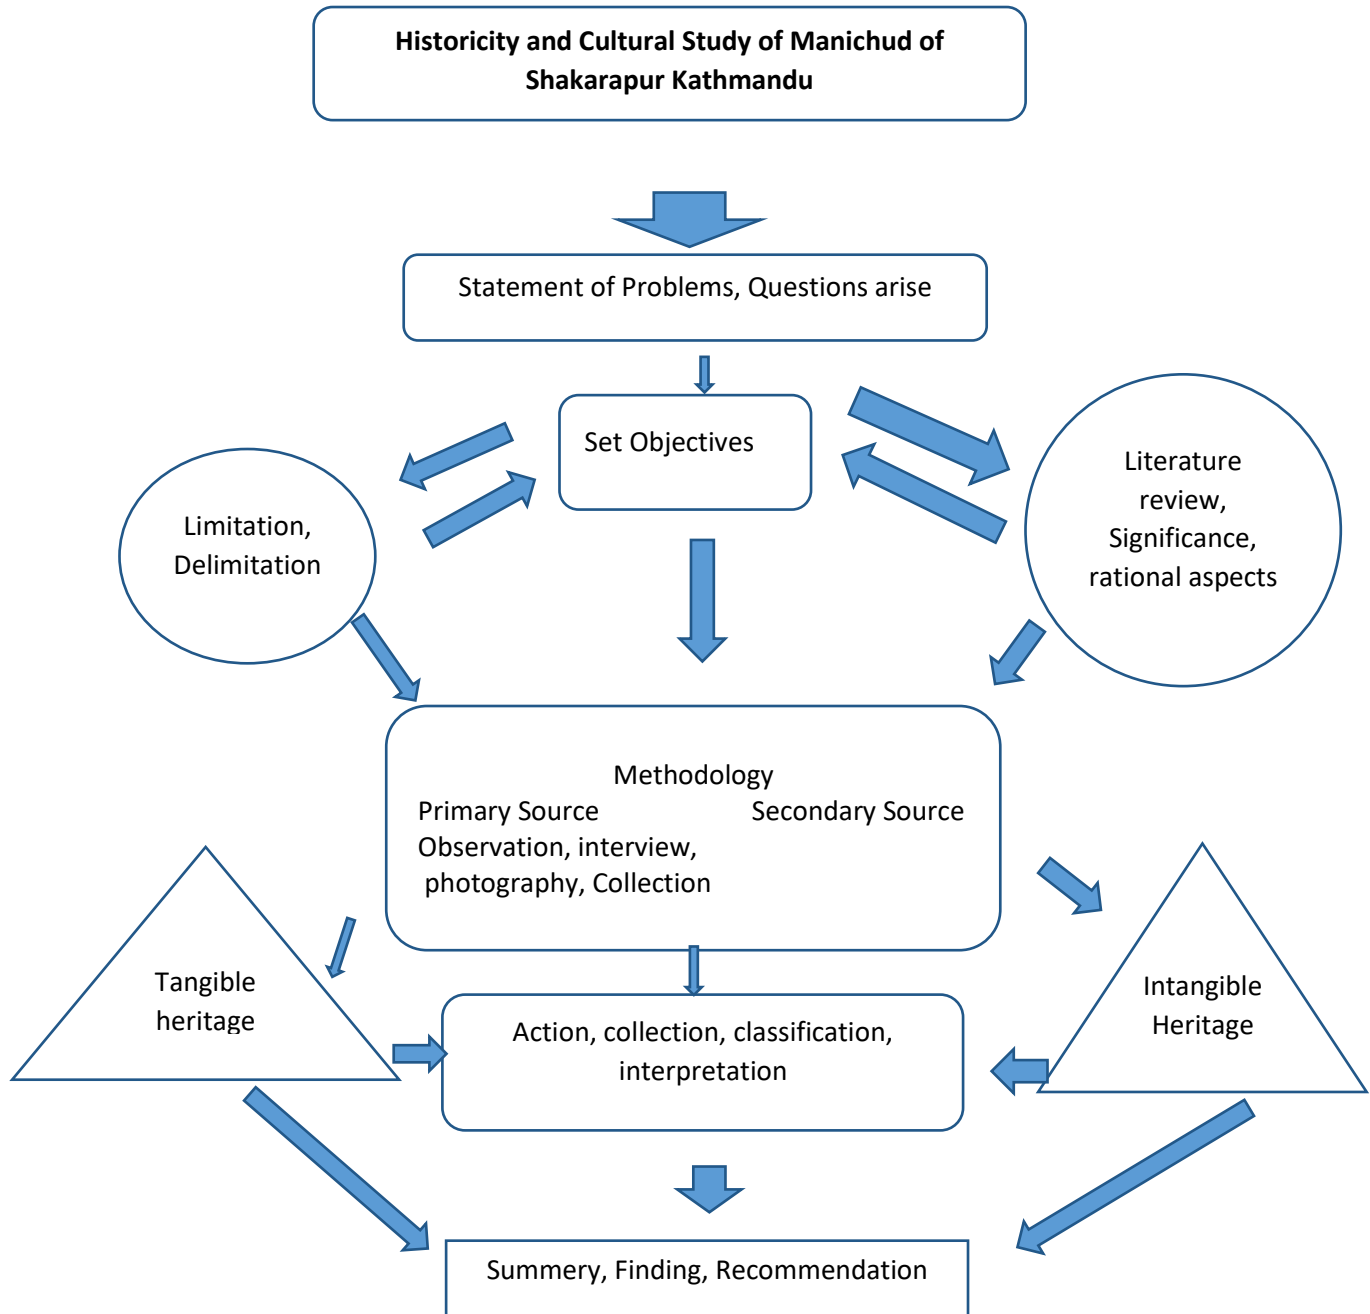 Historicity and Cultural Study of Manichud of
Shakarapur Kathmandu
Statement of Problems, Questions arise
Set Objectives
Limitation,
Delimitation
Literature
review,
Significance,
rational aspects
Methodology
Primary Source Secondary Source
Observation, interview,
photography, Collection
Tangible
heritage
Intangible
Heritage
Action, collection, classification,
interpretation
Summery, Finding, Recommendation